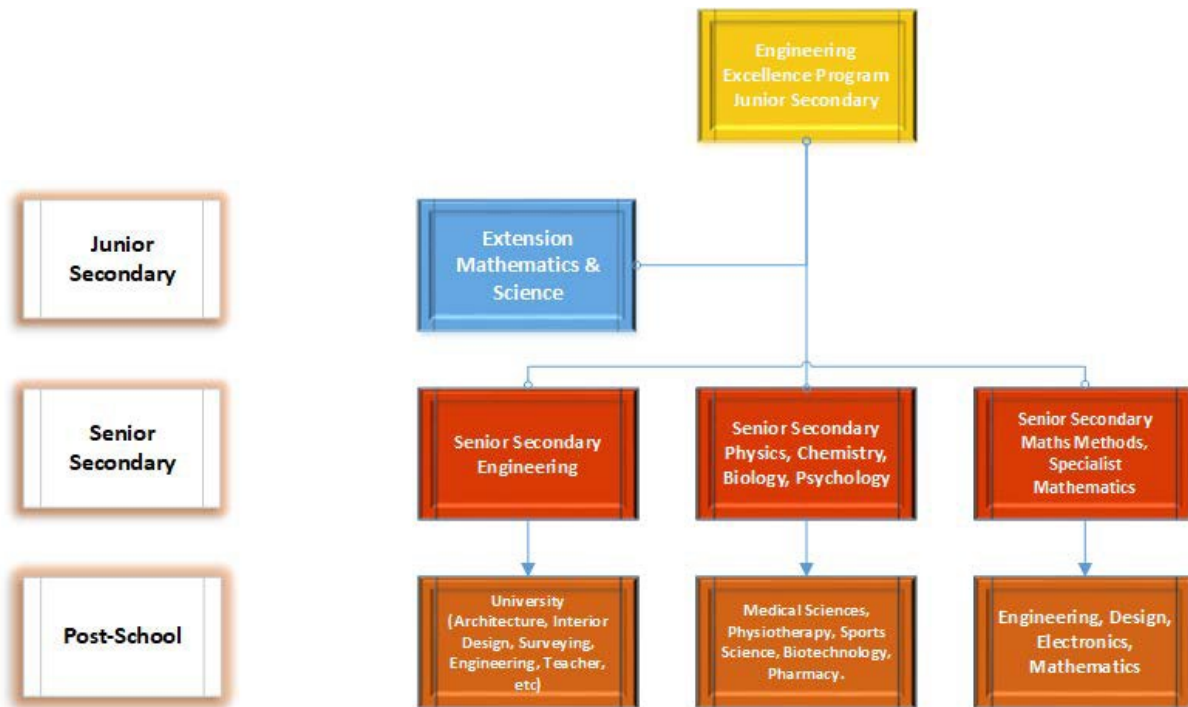 Engineering
Excellence Program
Junior Secondary
Junior
Secondary
Extension
Mathematics &
Science
Senior
Secondary
Senior Secondary
Engineering
Senior Secondary
Physics, Chemistry,
Biology, Psychology
Senior Secondary
Maths Methods,
Specialist
Mathematics
Post-School
University
(Architecture, Interior
Design, Surveying,
Engineering, Teacher,
etc)
Medical Sciences,
Physiotherapy, Sports
Science, Biotechnology,
Pharmacy.
Engineering, Design,
Electronics,
Mathematics